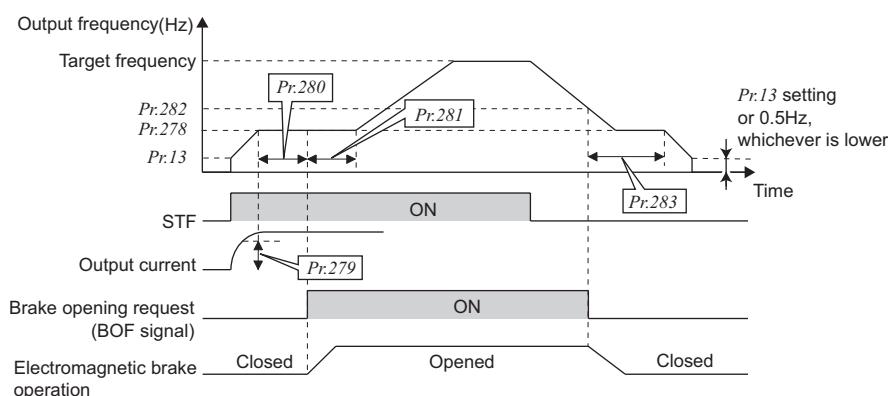 Output frequency(Hz)
Target frequency
Pr.280
Pr.282
Pr.281
Pr.278
Pr.13
Pr.13 setting
or 0.5Hz,
whichever is lower
Time
Pr.283
STF
ON
Output current
Pr.279
Brake opening request
(BOF signal)
ON
Electromagnetic brake
operation
Closed
Opened
Closed